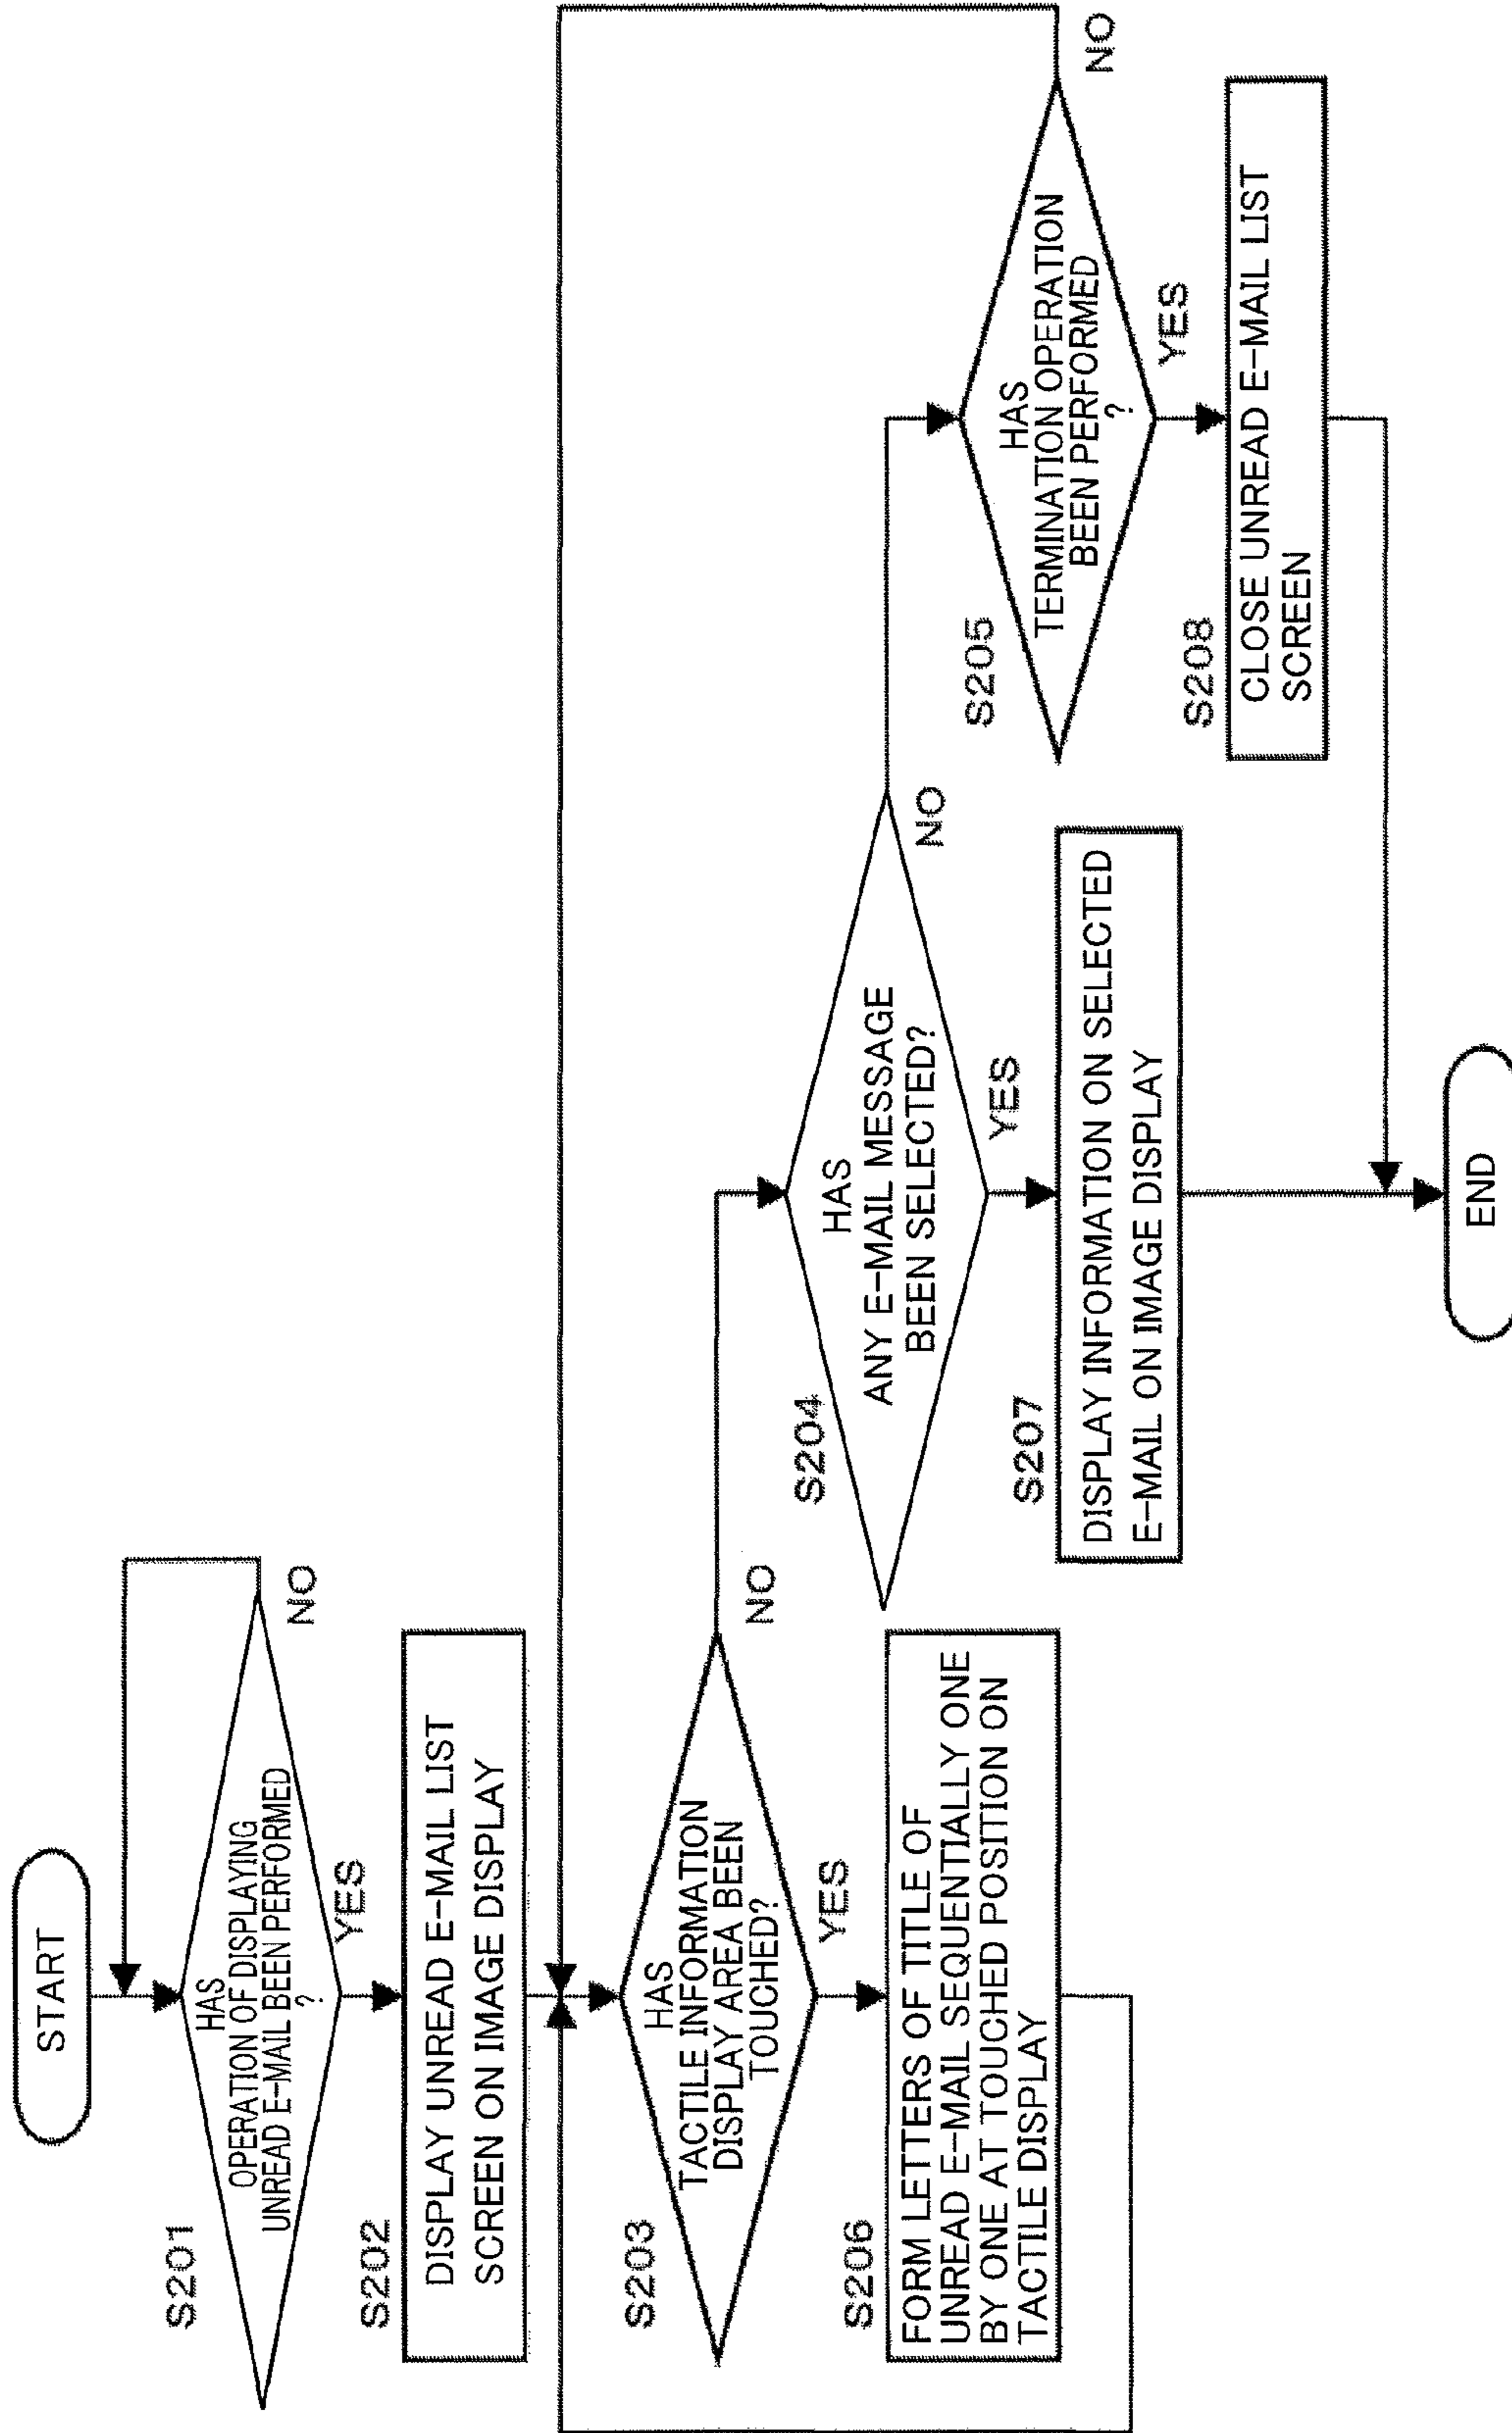 START
S201
HAS
OPERATION OF DISPLAYING
UNREAD E-MAIL BEEN PERFORMED
?
NO
YES
S202
DISPLAY UNREAD E-MAIL LIST
SCREEN ON IMAGE DISPLAY
S203
HAS
TACTILE INFORMATION
DISPLAY AREA BEEN
TOUCHED?
NO
YES
S206
FORM LETTERS OF TITLE OF
UNREAD E-MAIL SEQUENTIALLY ONE
BY ONE AT TOUCHED POSITION ON
TACTILE DISPLAY
S204
HAS
ANY E-MAIL MESSAGE
BEEN SELECTED?
NO
YES
S207
DISPLAY INFORMATION ON SELECTED
E-MAIL ON IMAGE DISPLAY
S205
HAS
TERMINATION OPERATION
BEEN PERFORMED
?
NO
YES
S208
CLOSE UNREAD E-MAIL LIST
SCREEN
END